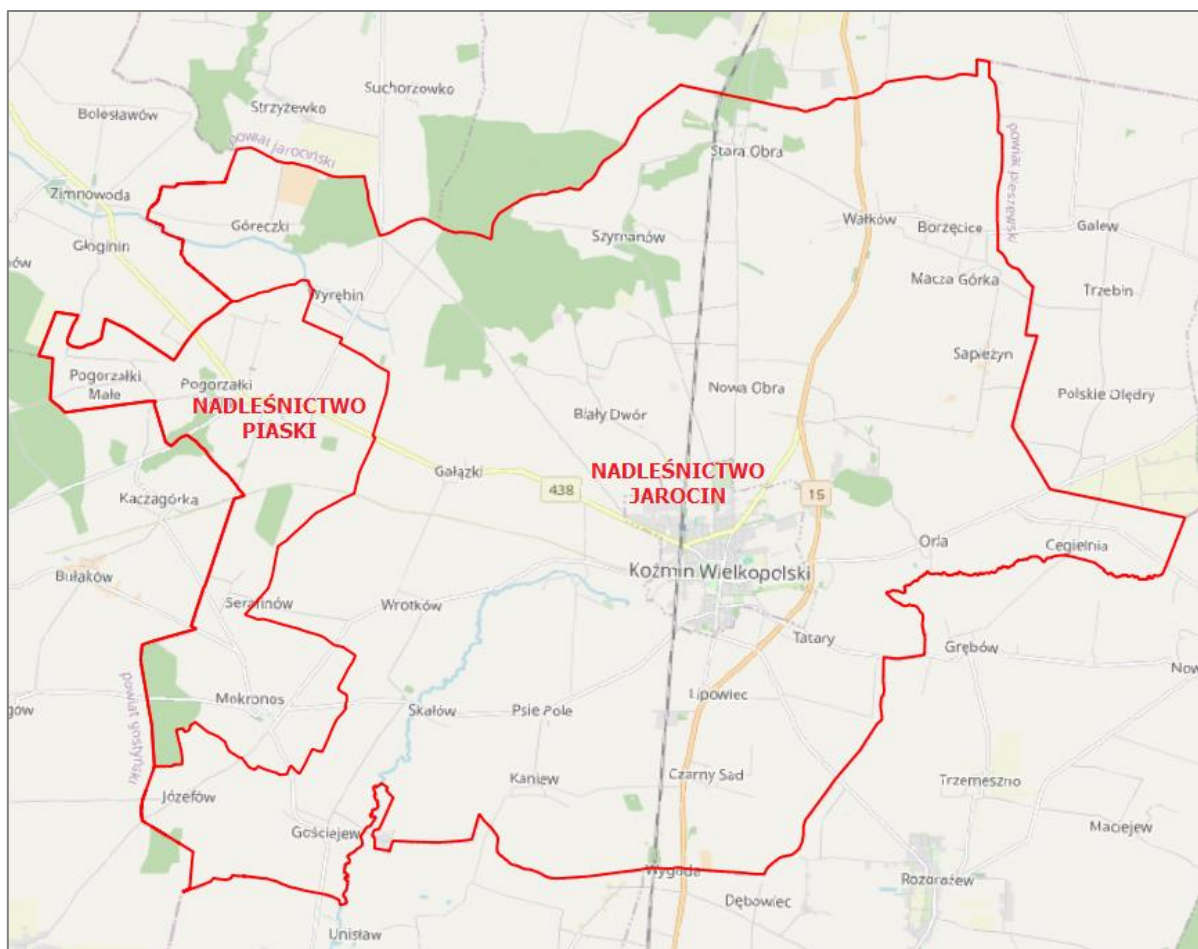 Suchorzowko
Strzyżewko
Bolesławów
powiat jarociński
Stara Obra
powiat pleszewski
Zimnowoda
Góreczki
Wałków
Borzęcice
Galew
Głoginin
Szymanów
Wyrębin
Macza Górka
Trzebin
Sapieżyn
Pogorzałki
Małe
Pogorzałki
Nowa Obra
Polskie Olędry
NADLEŚNICTWO
PIASKI
Biały Dwór
Gałązki
NADLEŚNICTWO
JAROCIN
438
15
Kaczagórka
Orla
Cegielnia
Koźmin Wielkopolski
Bułaków
Serafinów
Wrotków
Tatary
Grębów
Mokronos
Skałów
Psie Pole
Lipowiec
powiat gostyński
Kaniew
Czarny Sad
Trzemeszno
Józefów
Gościejew
Maciejew
Wygoda
Rozdrażew
Dębowiec
Unisław